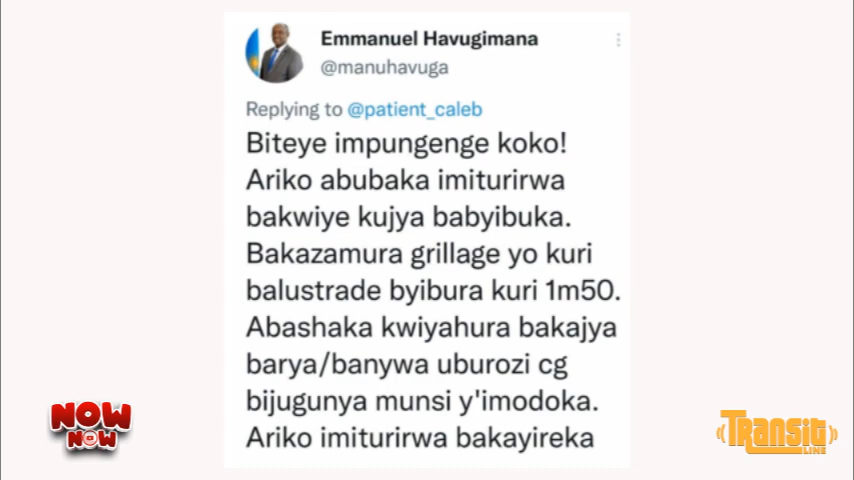 Emmanuel Havugimana
@manuhavuga
Replying to @patient_caleb
Biteye impungenge koko!
Ariko abubaka imiturirwa
bakwiye kujya babyibuka.
Bakazamura grillage yo kuri
balustrade byibura kuri 1m50.
Abashaka kwiyahura bakajya
barya/banywa uburozi cg
bijugunya munsi y'imodoka.
Ariko imiturirwa bakayireka
NOW
NOW
Transit
LINE